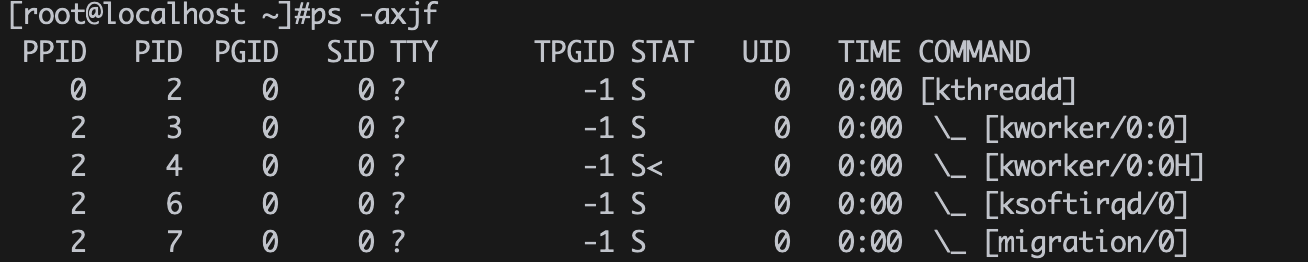 [root@localhost ~]#ps -axjf
 PPID   PID  PGID   SID TTY      TPGID STAT   UID   TIME COMMAND
    0     2     0     0 ?           -1 S        0   0:00 [kthreadd]
    2     3     0     0 ?           -1 S        0   0:00  \_ [kworker/0:0]
    2     4     0     0 ?           -1 S<       0   0:00  \_ [kworker/0:0H]
    2     6     0     0 ?           -1 S        0   0:00  \_ [ksoftirqd/0]
    2     7     0     0 ?           -1 S        0   0:00  \_ [migration/0]